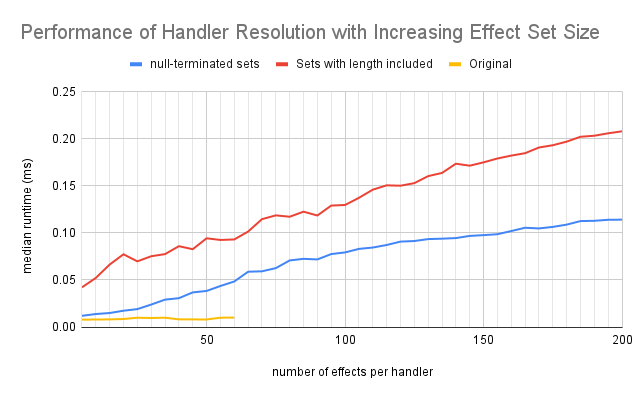 Performance of Handler Resolution with Increasing Effect Set Size
null-terminated sets
Sets with length included
Original
median runtime (ms)
0.25
0.20
0.15
0.10
0.05
0.00
50
100
150
200
number of effects per handler